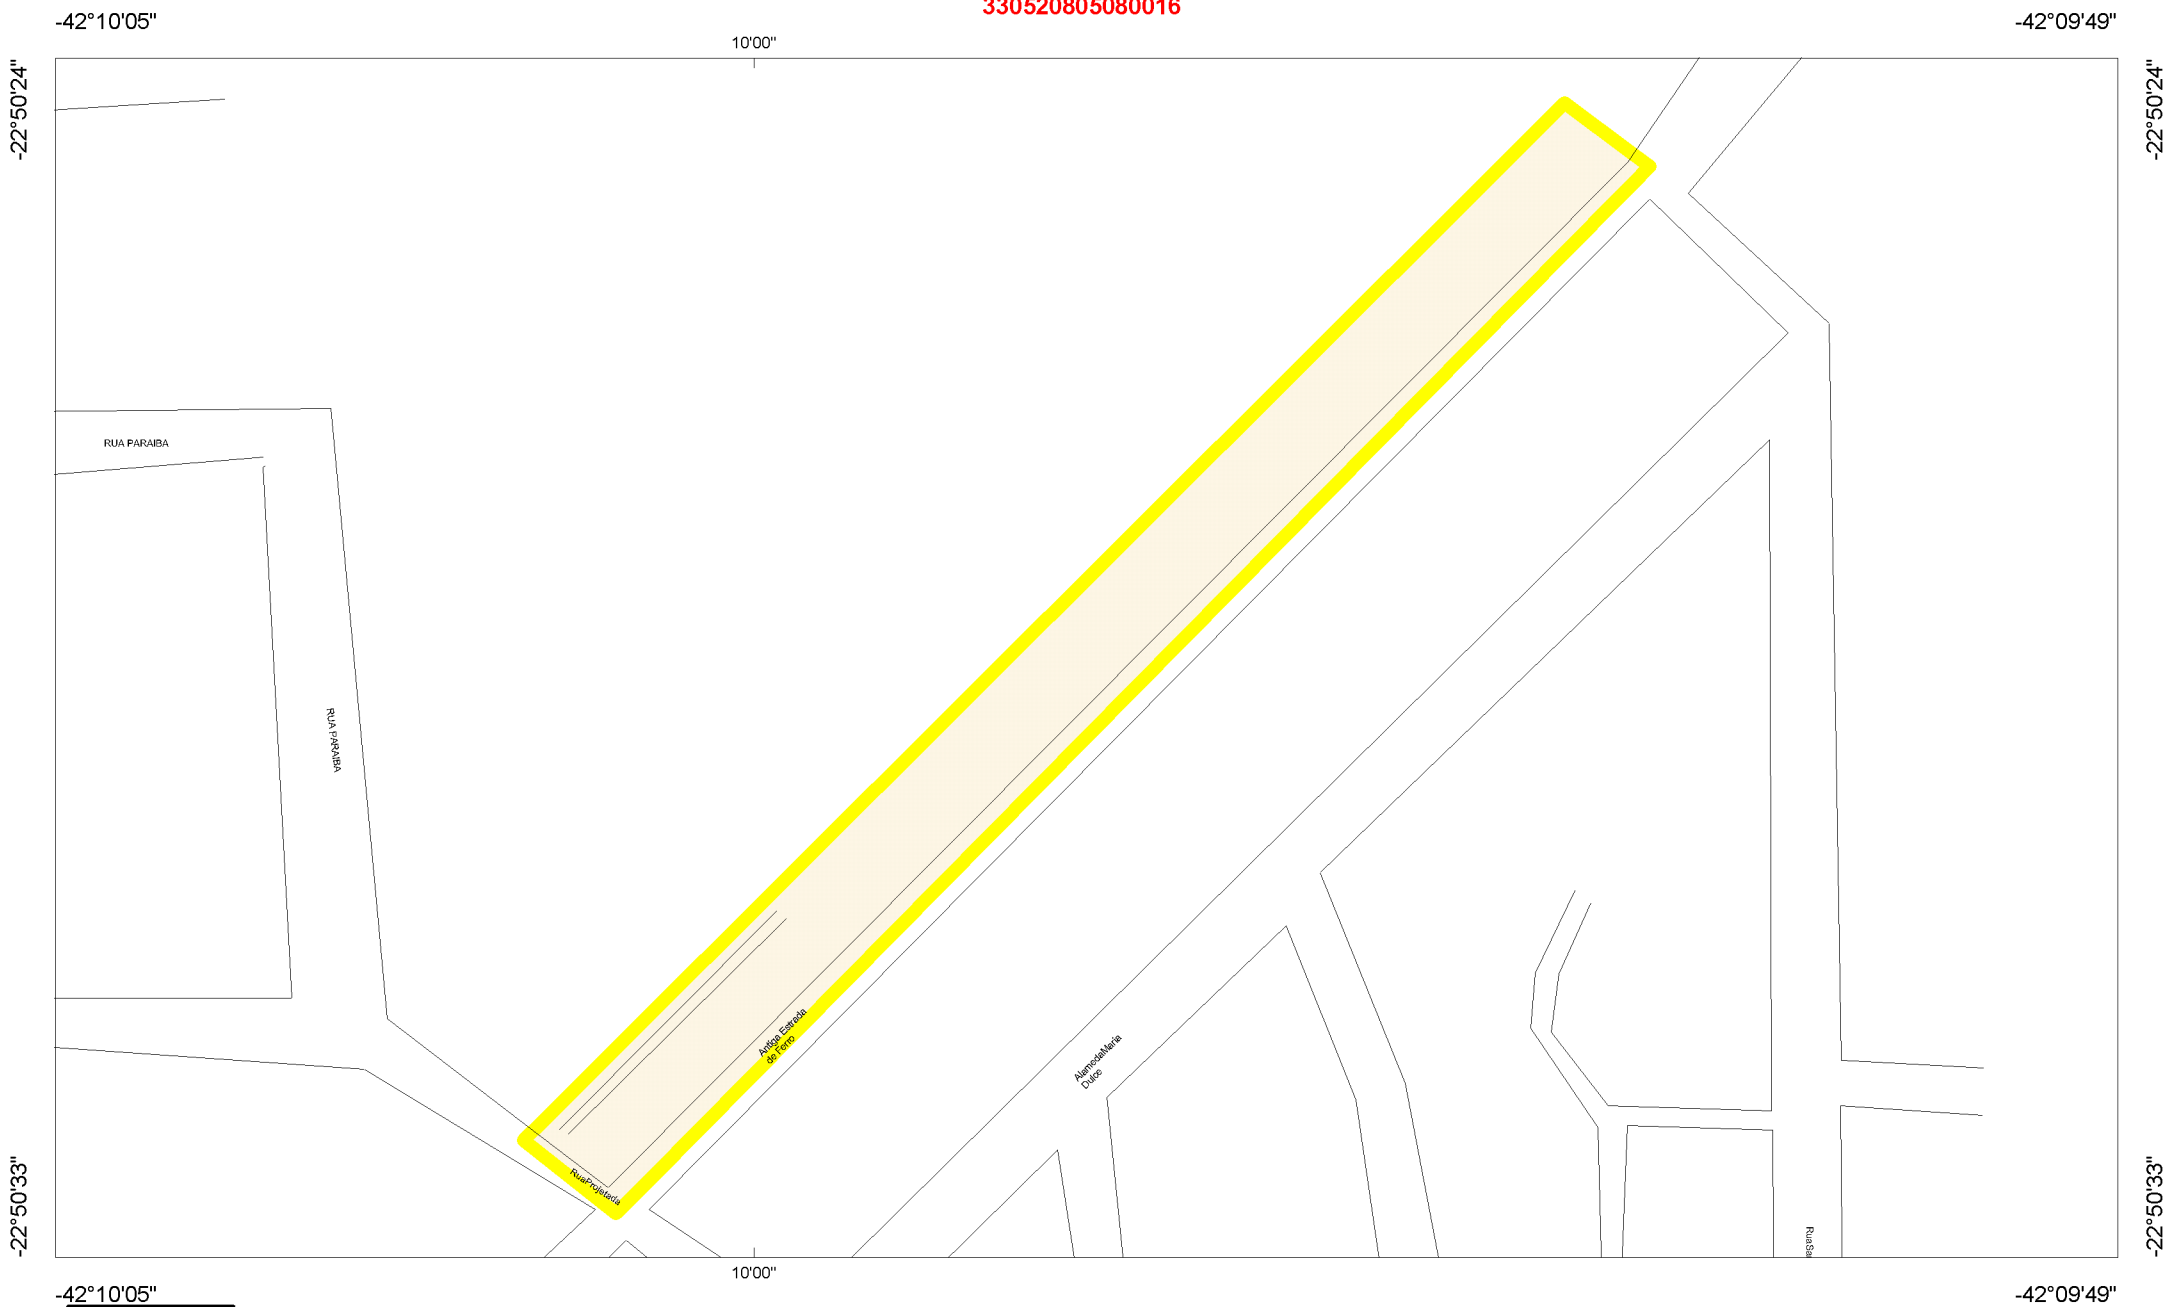 330520805080016
-42°10'05"
-42°09'49"
10'00"
-22°50'24"
-22°50'24"
RUA PARAIBA
RUA PARAIBA
Antiga Estrada
de Ferro
AlamedaMaria
Dulce
RuaProjetada
RuaSa
-22°50'33"
-22°50'33"
10'00"
-42°10'05"
-42°09'49"